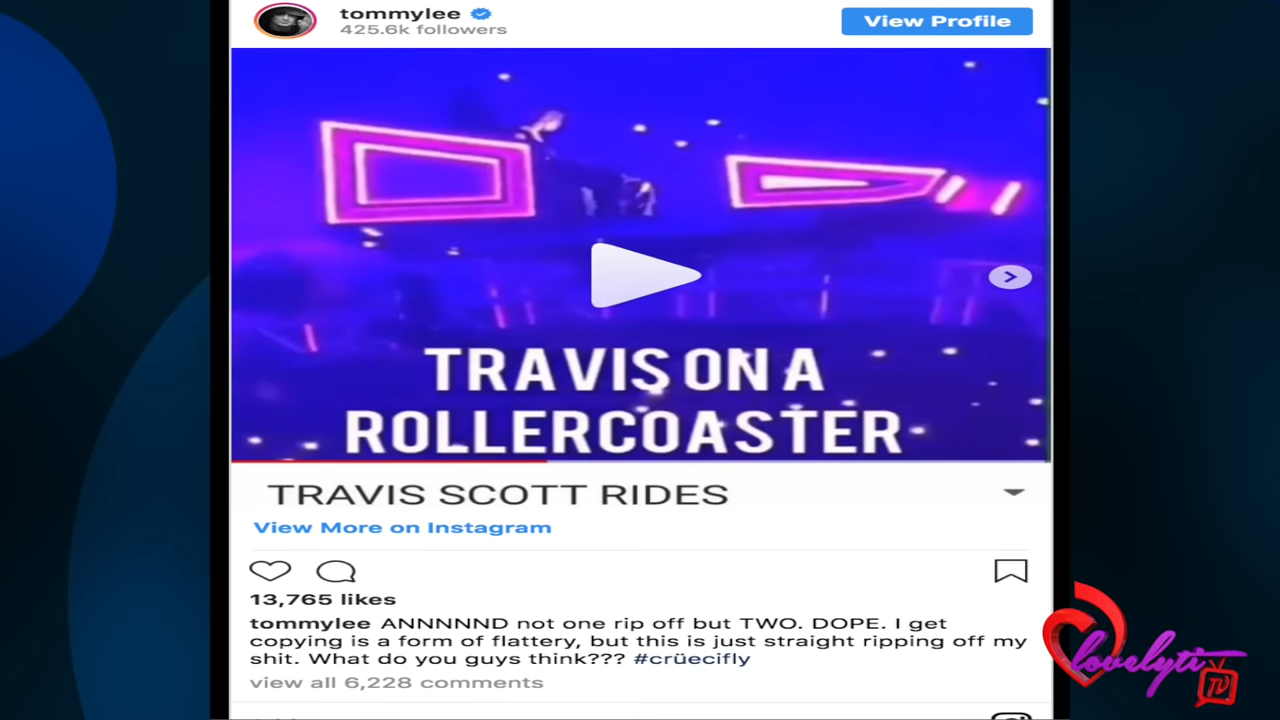 tommylee
425.6k followers
View Profile
TRAVIS ON A
ROLLERCOASTER
TRAVIS SCOTT RIDES
View More on Instagram
13,765 likes
tommylee ANNNNND not one rip off but TWO. DOPE. I get
copying is a form of flattery, but this is just straight ripping off my
shit. What do you guys think??? #crüecifly
view all 6,228 comments
lovelyti
TV